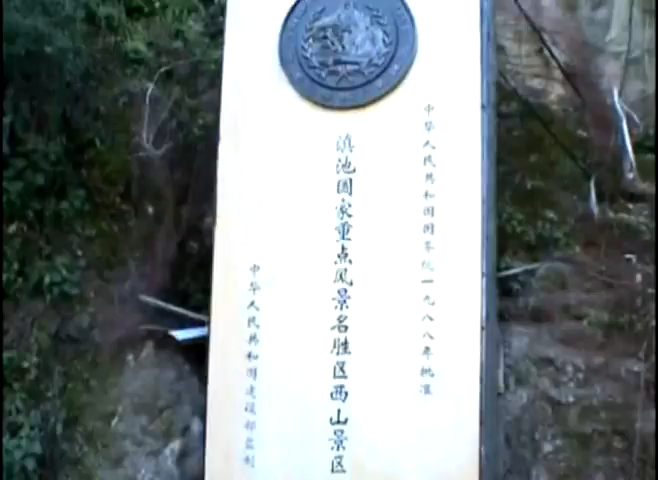 中华人民共和国国务院一九八八年批准
滇池国家重点风景名胜区西山景区
中华人民共和国建设部监制